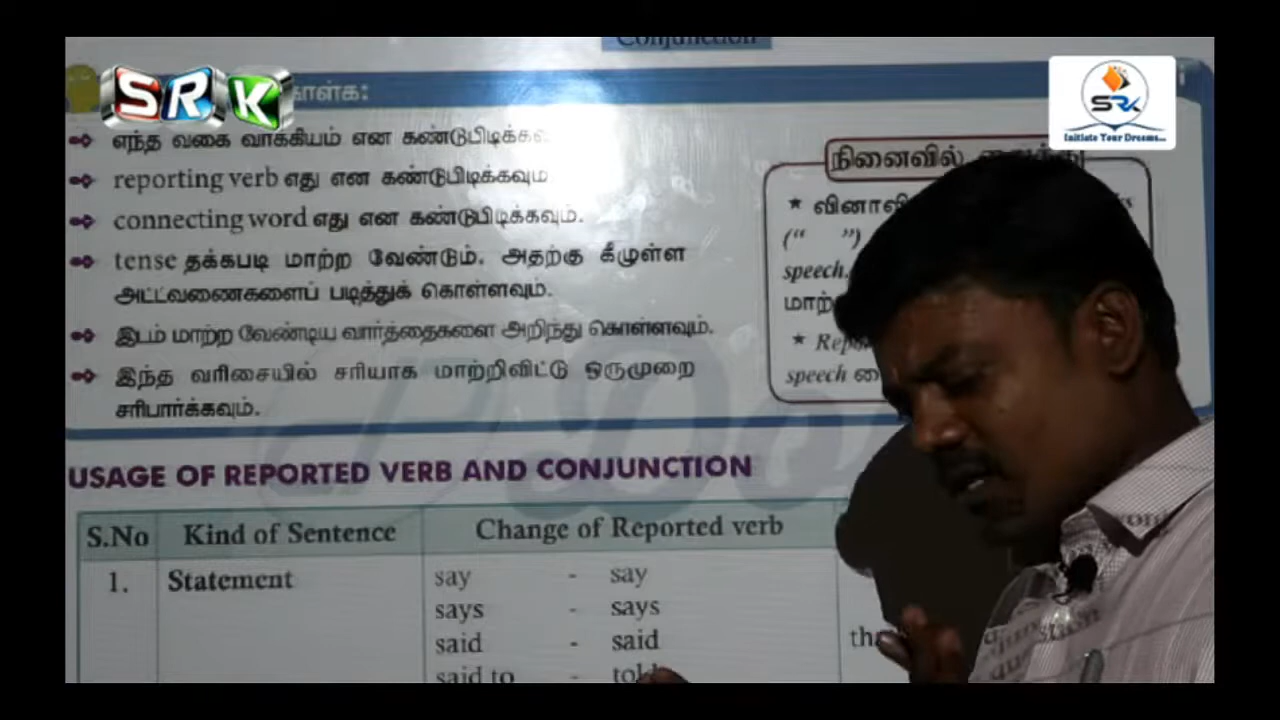 Conjunction
SRK
SRK
Initiate Your Dreams...
எந்த வகை வாக்கியம் என
reporting verb எது என கண்டுபிடிக்கவும்
connecting word எது என கண்டுபிடிக்கவும்.
tense தக்கபடி மாற்ற வேண்டும். அதற்கு கீழுள்ள
அட்டவணைகளைப் படித்துக் கொள்ளவும்.
இடம் மாற்ற வேண்டிய வார்த்தைகளை அறிந்து கொள்ளவும்.
இந்த வரிசையில் சரியாக மாற்றிவிட்டு ஒருமுறை
சரிபார்க்கவும்.
நினைவில்
★
(“ ”)
speech.
★
speech
USAGE OF REPORTED VERB AND CONJUNCTION
S.No Kind of Sentence Change of Reported verb
1. Statement say - say
says - says
said - said
said to - told